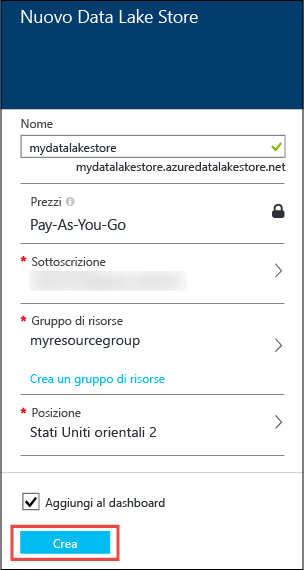 Nuovo Data Lake Store
Nome
mydatalakestore
mydatalakestore.azuredatalakestore.net
Prezzi
Pay-As-You-Go
* Sottoscrizione
* Gruppo di risorse
myresourcegroup
Crea un gruppo di risorse
* Posizione
Stati Uniti orientali 2
Aggiungi al dashboard
Crea